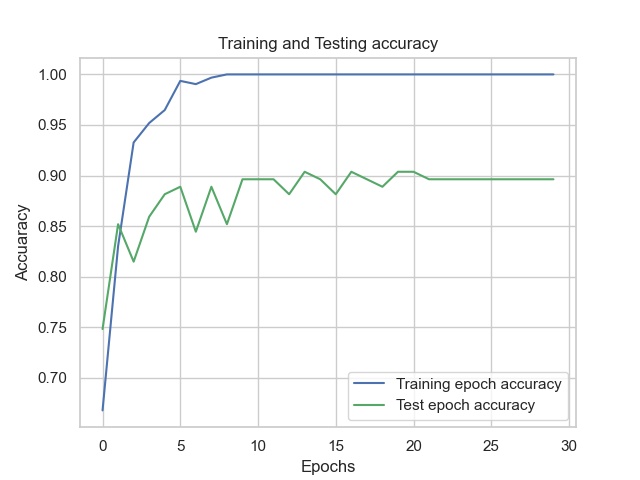 Training and Testing accuracy
Accuaracy
1.00
0.95
0.90
0.85
0.80
0.75
0.70
Training epoch accuracy
Test epoch accuracy
0 5 10 15 20 25 30
Epochs